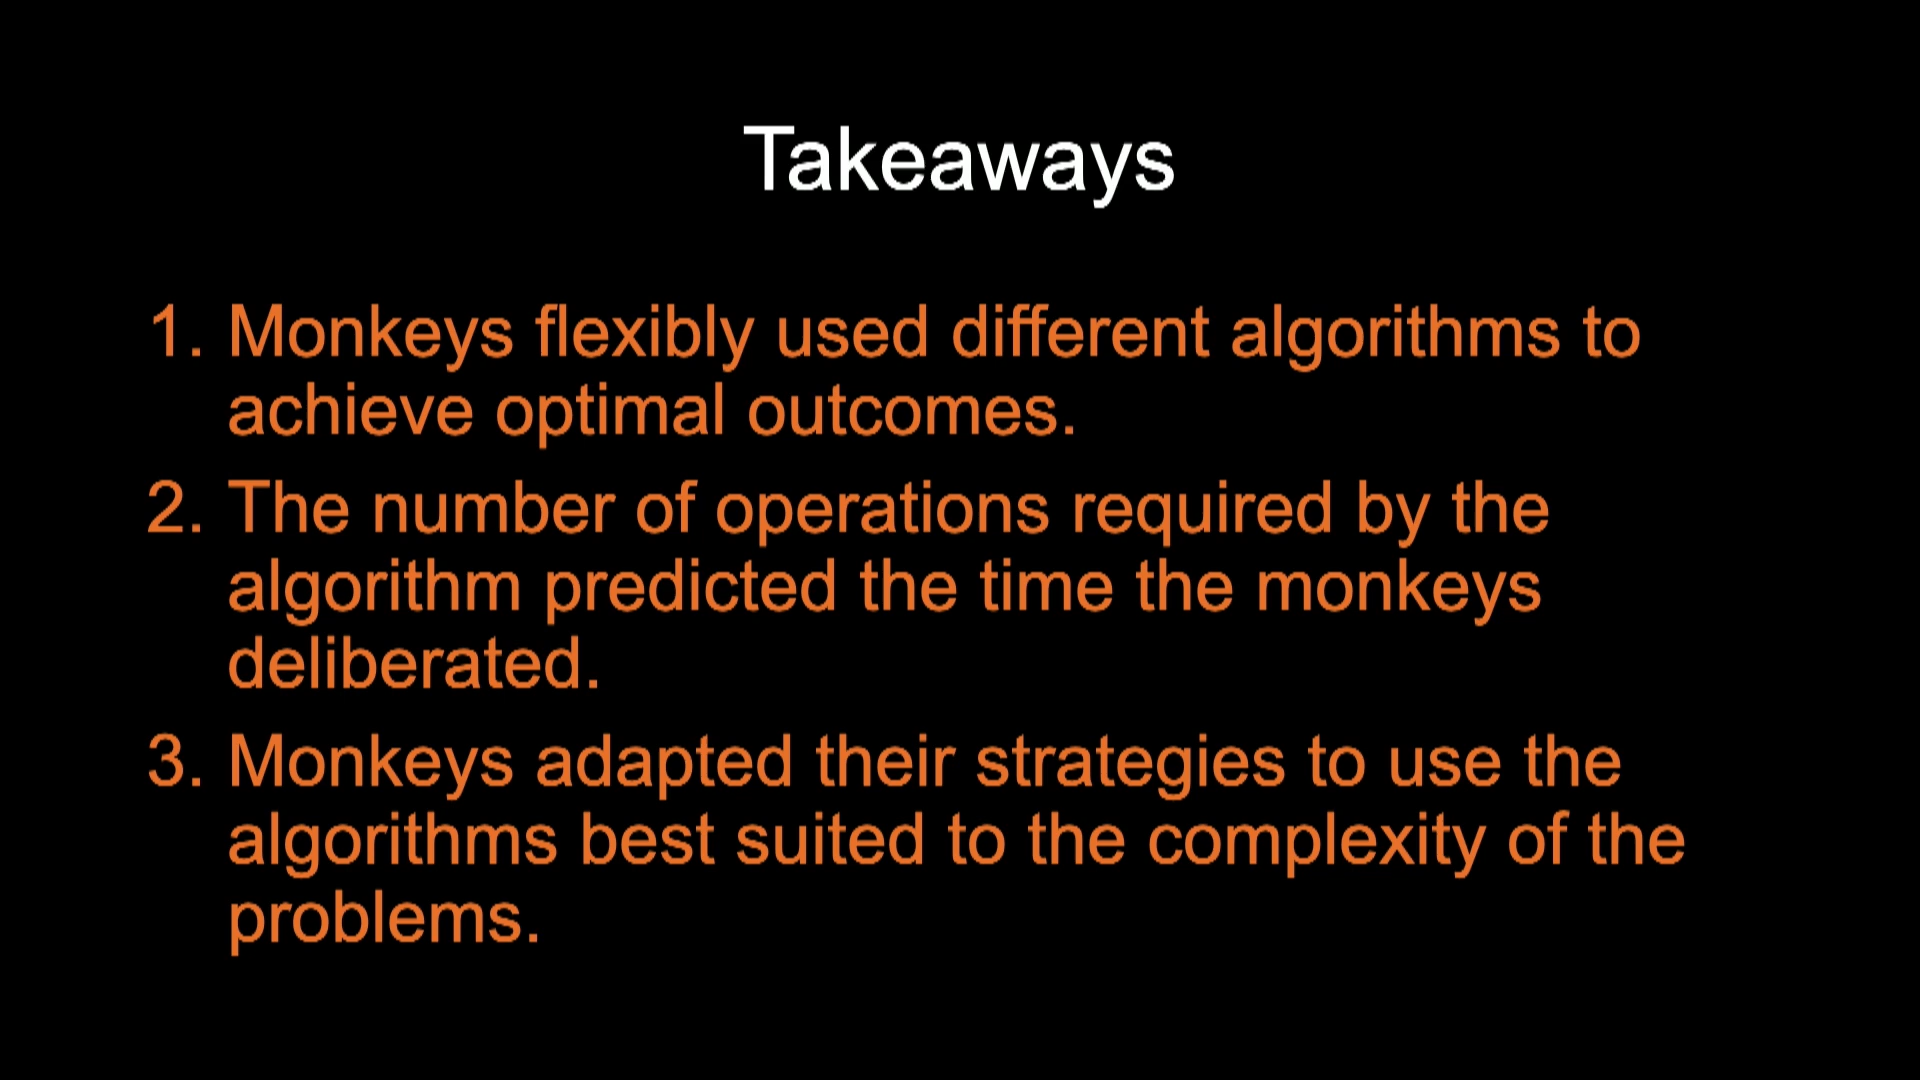 Takeaways
1. Monkeys flexibly used different algorithms to
achieve optimal outcomes.
2. The number of operations required by the
algorithm predicted the time the monkeys
deliberated.
3. Monkeys adapted their strategies to use the
algorithms best suited to the complexity of the
problems.